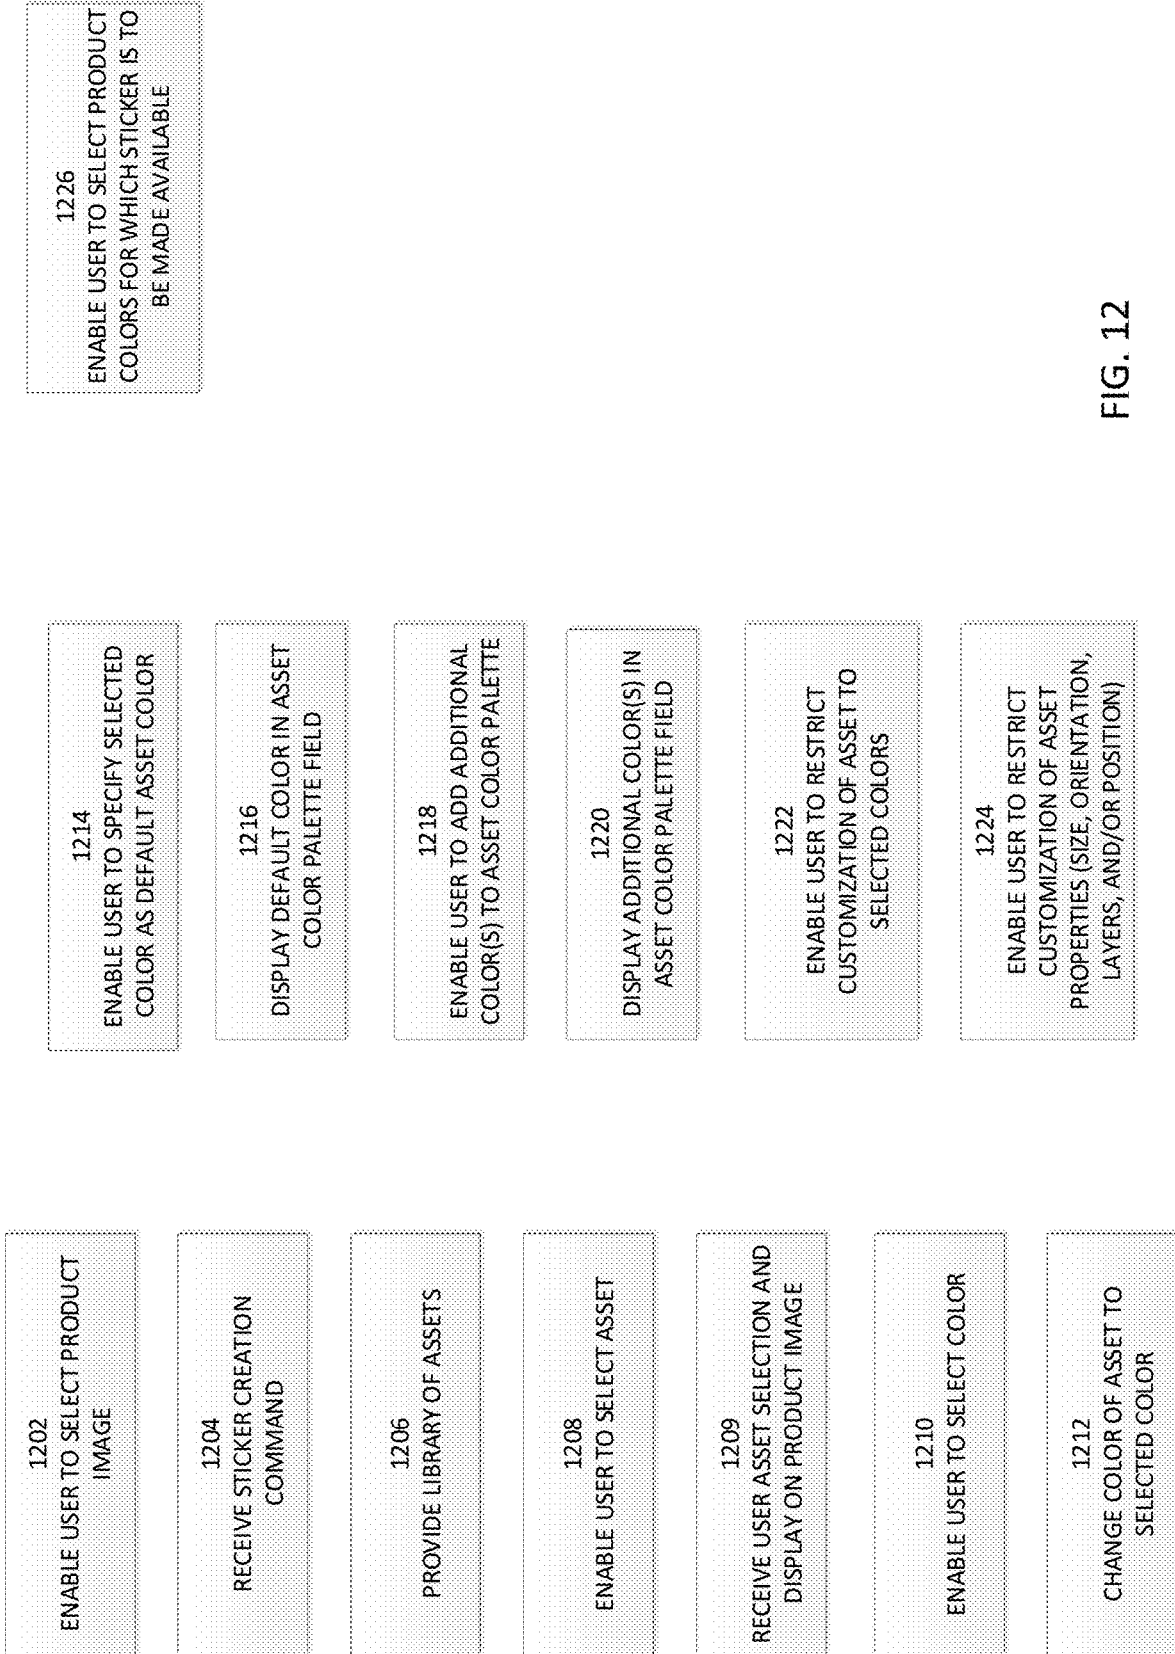 1202
ENABLE USER TO SELECT PRODUCT
IMAGE
1204
RECEIVE STICKER CREATION
COMMAND
1206
PROVIDE LIBRARY OF ASSETS
1208
ENABLE USER TO SELECT ASSET
1209
RECEIVE USER ASSET SELECTION AND
DISPLAY ON PRODUCT IMAGE
1210
ENABLE USER TO SELECT COLOR
1212
CHANGE COLOR OF ASSET TO
SELECTED COLOR
1214
ENABLE USER TO SPECIFY SELECTED
COLOR AS DEFAULT ASSET COLOR
1216
DISPLAY DEFAULT COLOR IN ASSET
COLOR PALETTE FIELD
1218
ENABLE USER TO ADD ADDITIONAL
COLOR(S) TO ASSET COLOR PALETTE
1220
DISPLAY ADDITIONAL COLOR(S) IN
ASSET COLOR PALETTE FIELD
1222
ENABLE USER TO RESTRICT
CUSTOMIZATION OF ASSET TO
SELECTED COLORS
1224
ENABLE USER TO RESTRICT
CUSTOMIZATION OF ASSET
PROPERTIES (SIZE, ORIENTATION,
LAYERS, AND/OR POSITION)
1226
ENABLE USER TO SELECT PRODUCT
COLORS FOR WHICH STICKER IS TO
BE MADE AVAILABLE
FIG. 12